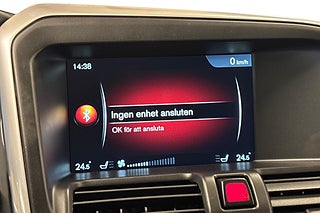 14:38
0 km/h
Ingen enhet ansluten
OK för att ansluta
24.5° 24.5°